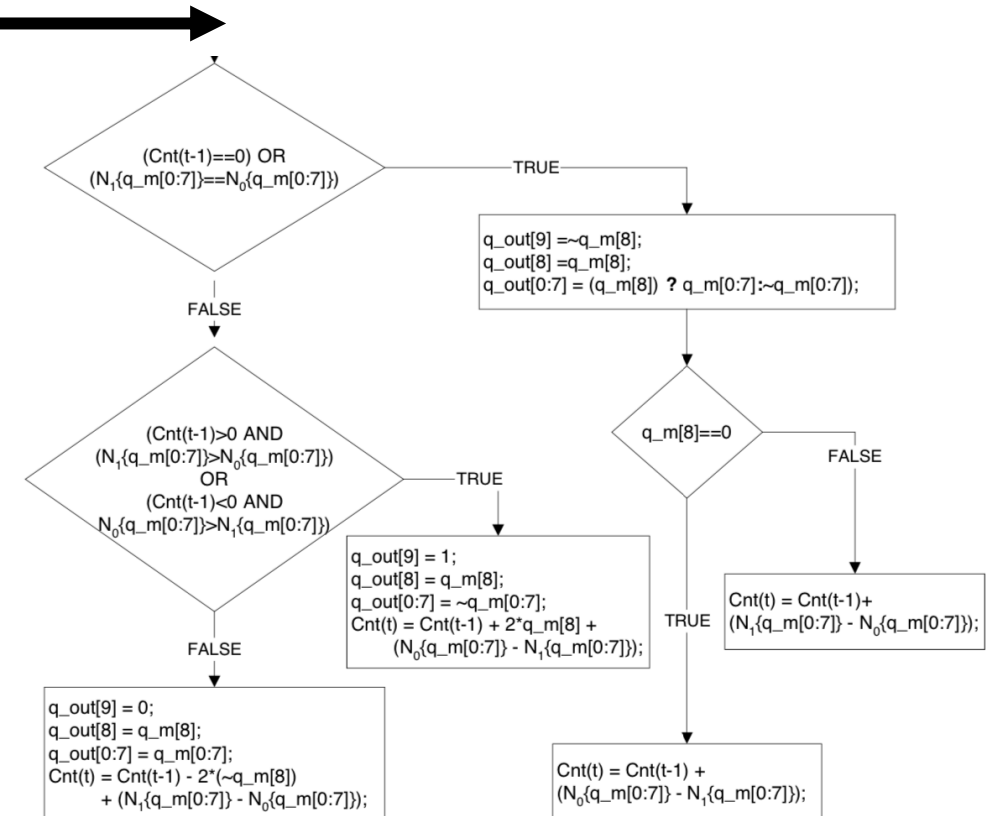 (Cnt(t-1)==0) OR
(N₁{q_m[0:7]}==N₀{q_m[0:7]})
TRUE
q_out[9] =~q_m[8];
q_out[8] =q_m[8];
q_out[0:7] = (q_m[8]) ? q_m[0:7]:~q_m[0:7]);
FALSE
(Cnt(t-1)>0 AND
(N₁{q_m[0:7]}>N₀{q_m[0:7]})
OR
(Cnt(t-1)<0 AND
N₀{q_m[0:7]}>N₁{q_m[0:7]})
TRUE
q_m[8]==0
FALSE
q_out[9] = 1;
q_out[8] = q_m[8];
q_out[0:7] = ~q_m[0:7];
Cnt(t) = Cnt(t-1) + 2*q_m[8] +
(N₀{q_m[0:7]} - N₁{q_m[0:7]});
TRUE
Cnt(t) = Cnt(t-1)+
(N₁{q_m[0:7]} - N₀{q_m[0:7]});
FALSE
q_out[9] = 0;
q_out[8] = q_m[8];
q_out[0:7] = q_m[0:7];
Cnt(t) = Cnt(t-1) - 2*(~q_m[8])
+ (N₁{q_m[0:7]} - N₀{q_m[0:7]});
Cnt(t) = Cnt(t-1) +
(N₀{q_m[0:7]} - N₁{q_m[0:7]});